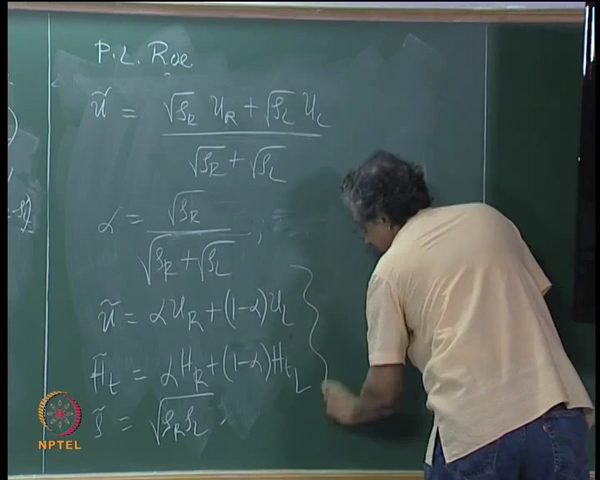 P.L. Roe
ũ = (√ρ_R U_R + √ρ_L U_L) / (√ρ_R + √ρ_L)
α = √ρ_R / √ρ_R + √ρ_L ;
ũ = α U_R + (1-α) U_L
H̃_t = α H_R + (1-α) H_t_L
ρ̃ = √ρ_R ρ_L
NPTEL